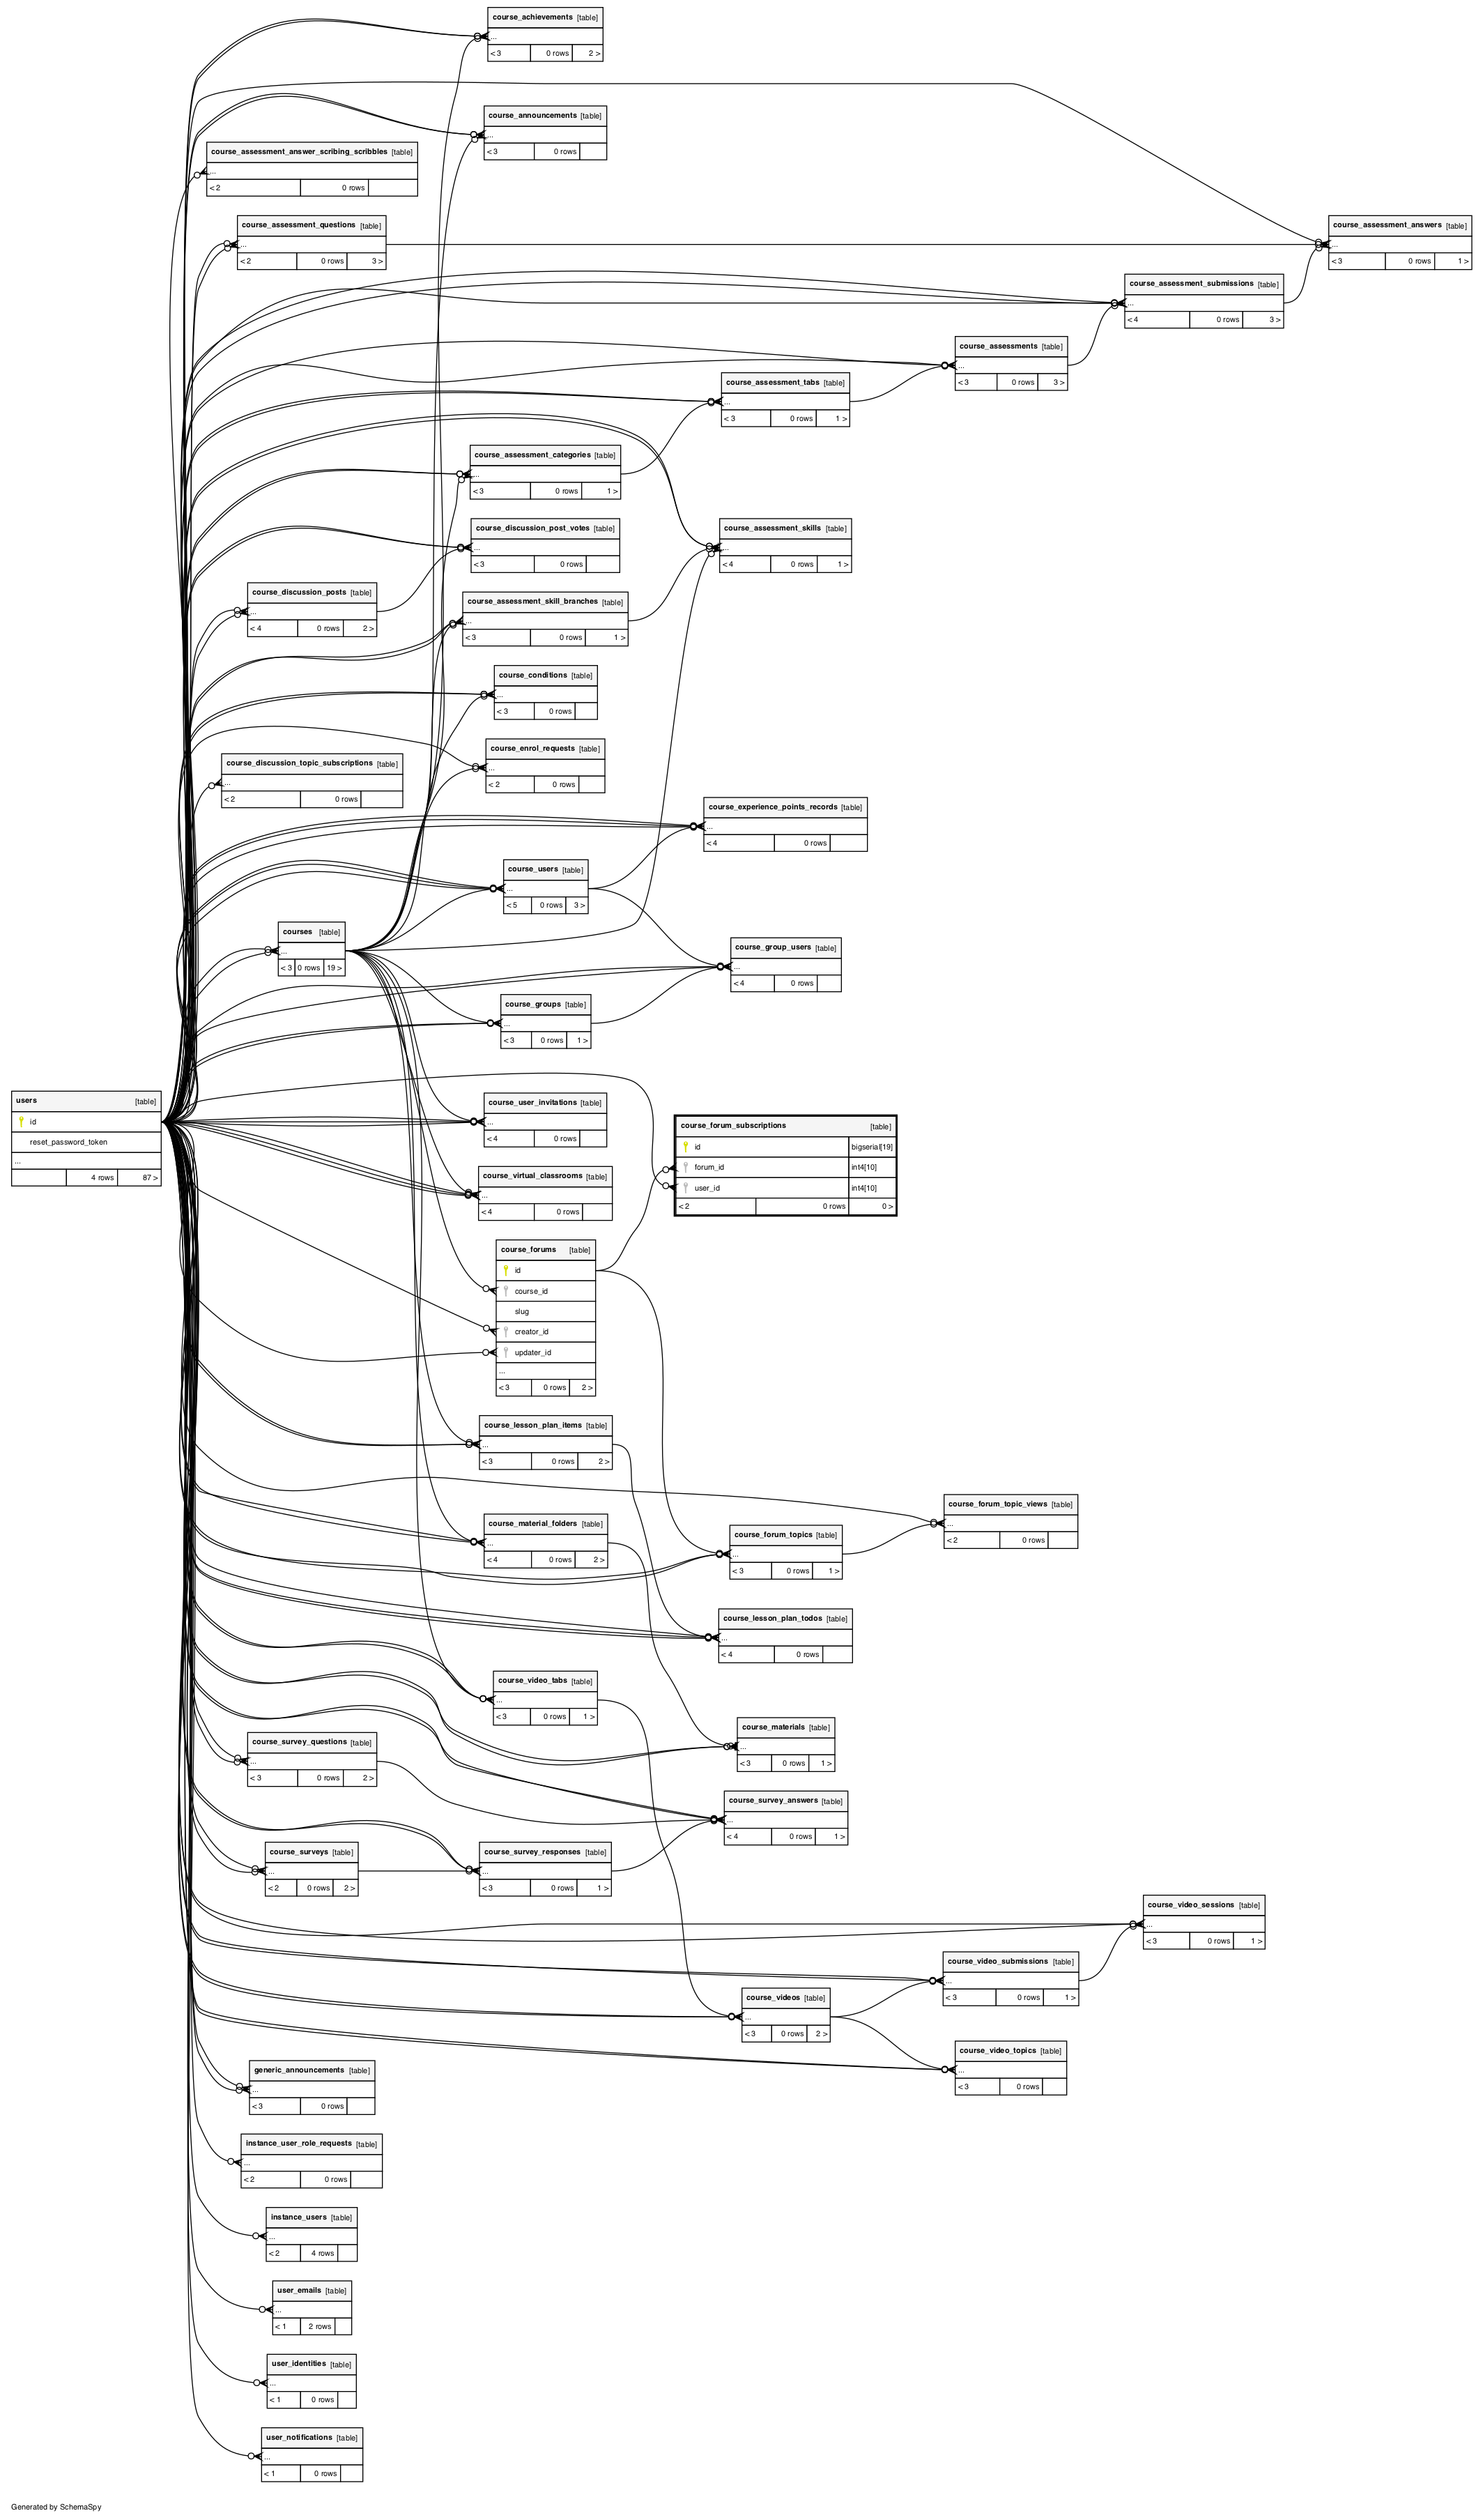 course_achievements [table]
...
< 3 0 rows 2 >
course_announcements [table]
...
< 3 0 rows
course_assessment_answer_scribing_scribbles [table]
...
< 2 0 rows
course_assessment_questions [table]
...
< 2 0 rows 3 >
course_assessment_answers [table]
...
< 3 0 rows 1 >
course_assessment_submissions [table]
...
< 4 0 rows 3 >
course_assessments [table]
...
< 3 0 rows 3 >
course_assessment_tabs [table]
...
< 3 0 rows 1 >
course_assessment_categories [table]
...
< 3 0 rows 1 >
course_discussion_post_votes [table]
...
< 3 0 rows
course_assessment_skills [table]
...
< 4 0 rows 1 >
course_discussion_posts [table]
...
< 4 0 rows 2 >
course_assessment_skill_branches [table]
...
< 3 0 rows 1 >
course_conditions [table]
...
< 3 0 rows
course_enrol_requests [table]
...
< 2 0 rows
course_discussion_topic_subscriptions [table]
...
< 2 0 rows
course_experience_points_records [table]
...
< 4 0 rows
course_users [table]
...
< 5 0 rows 3 >
courses [table]
...
< 3 0 rows 19 >
course_group_users [table]
...
< 4 0 rows
course_groups [table]
...
< 3 0 rows 1 >
users [table]
id
reset_password_token
...
4 rows 87 >
course_user_invitations [table]
...
< 4 0 rows
course_forum_subscriptions [table]
id bigserial[19]
forum_id int4[10]
user_id int4[10]
< 2 0 rows 0 >
course_virtual_classrooms [table]
...
< 4 0 rows
course_forums [table]
id
course_id
slug
creator_id
updater_id
...
< 3 0 rows 2 >
course_lesson_plan_items [table]
...
< 3 0 rows 2 >
course_forum_topic_views [table]
...
< 2 0 rows
course_material_folders [table]
...
< 4 0 rows 2 >
course_forum_topics [table]
...
< 3 0 rows 1 >
course_lesson_plan_todos [table]
...
< 4 0 rows
course_video_tabs [table]
...
< 3 0 rows 1 >
course_materials [table]
...
< 3 0 rows 1 >
course_survey_questions [table]
...
< 3 0 rows 2 >
course_survey_answers [table]
...
< 4 0 rows 1 >
course_surveys [table]
...
< 2 0 rows 2 >
course_survey_responses [table]
...
< 3 0 rows 1 >
course_video_sessions [table]
...
< 3 0 rows 1 >
course_video_submissions [table]
...
< 3 0 rows 1 >
course_videos [table]
...
< 3 0 rows 2 >
course_video_topics [table]
...
< 3 0 rows
generic_announcements [table]
...
< 3 0 rows
instance_user_role_requests [table]
...
< 2 0 rows
instance_users [table]
...
< 2 4 rows
user_emails [table]
...
< 1 2 rows
user_identities [table]
...
< 1 0 rows
user_notifications [table]
...
< 1 0 rows
Generated by SchemaSpy